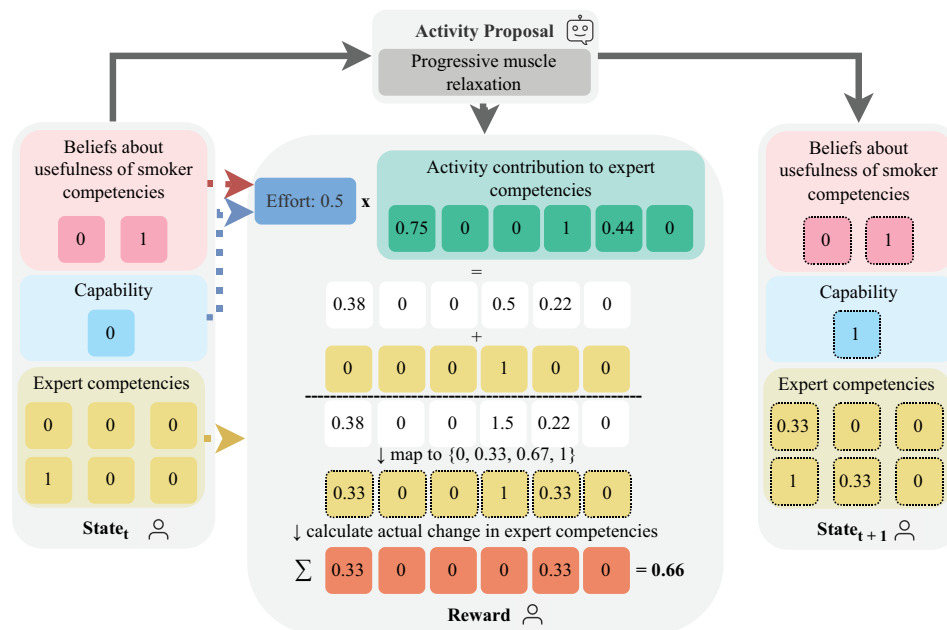 Activity Proposal
Progressive muscle
relaxation
Beliefs about
usefulness of smoker
competencies
0 1
Capability
0
Expert competencies
0 0 0
1 0 0
State_t
Effort: 0.5 x
Activity contribution to expert
competencies
0.75 0 0 1 0.44 0
=
0.38 0 0 0.5 0.22 0
+
0 0 0 1 0 0
0.38 0 0 1.5 0.22 0
↓ map to {0, 0.33, 0.67, 1}
0.33 0 0 1 0.33 0
↓ calculate actual change in expert competencies
∑ 0.33 0 0 0 0.33 0 = 0.66
Reward
Beliefs about
usefulness of smoker
competencies
0 1
Capability
1
Expert competencies
0.33 0 0
1 0.33 0
State_t + 1